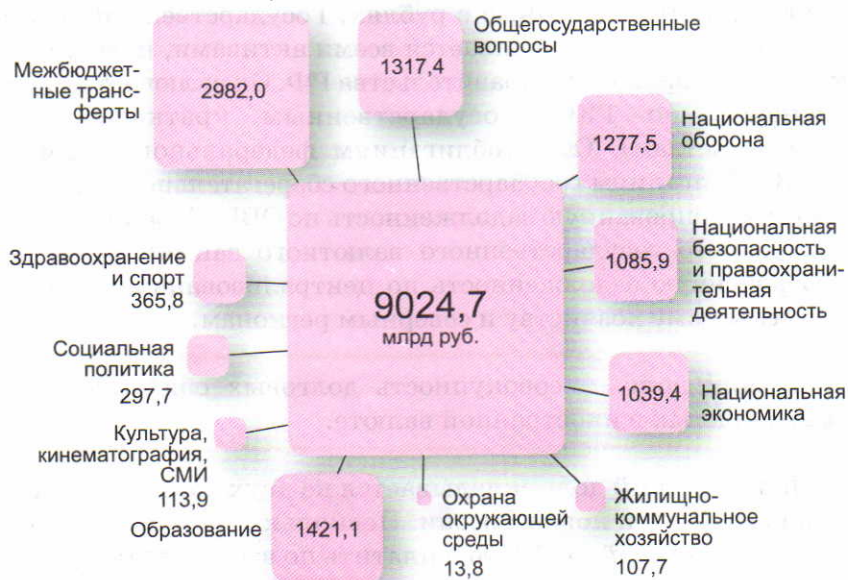 Общегосударственные
вопросы
1317,4
Межбюджет-
ные транс-
ферты
2982,0
Национальная
оборона
1277,5
Национальная
безопасность
и правоохрани-
тельная
деятельность
1085,9
Здравоохранение
и спорт
365,8
9024,7
млрд руб.
Социальная
политика
297,7
Национальная
экономика
1039,4
Культура,
кинематография,
СМИ
113,9
Образование
1421,1
Охрана
окружающей
среды
13,8
Жилищно-
коммунальное
хозяйство
107,7